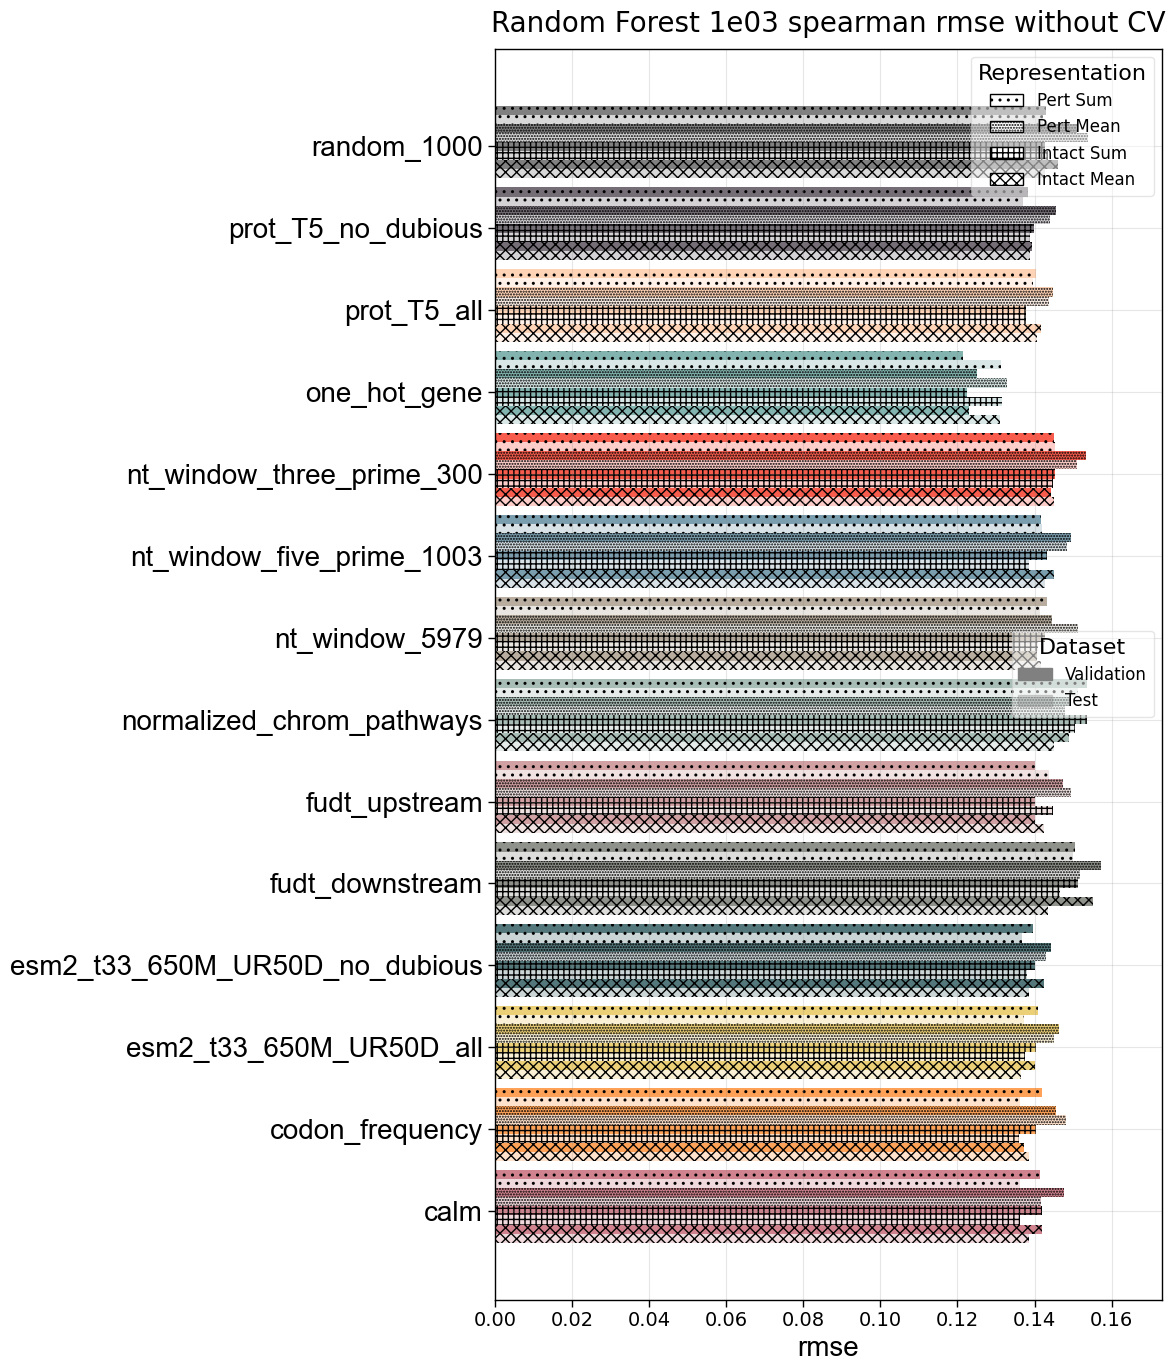 Random Forest 1e03 spearman rmse without CV
Representation
Pert Sum
Pert Mean
Intact Sum
Intact Mean
random_1000
prot_T5_no_dubious
prot_T5_all
one_hot_gene
nt_window_three_prime_300
nt_window_five_prime_1003
nt_window_5979
Dataset
Validation
Test
normalized_chrom_pathways
fudt_upstream
fudt_downstream
esm2_t33_650M_UR50D_no_dubious
esm2_t33_650M_UR50D_all
codon_frequency
calm
0.00 0.02 0.04 0.06 0.08 0.10 0.12 0.14 0.16
rmse